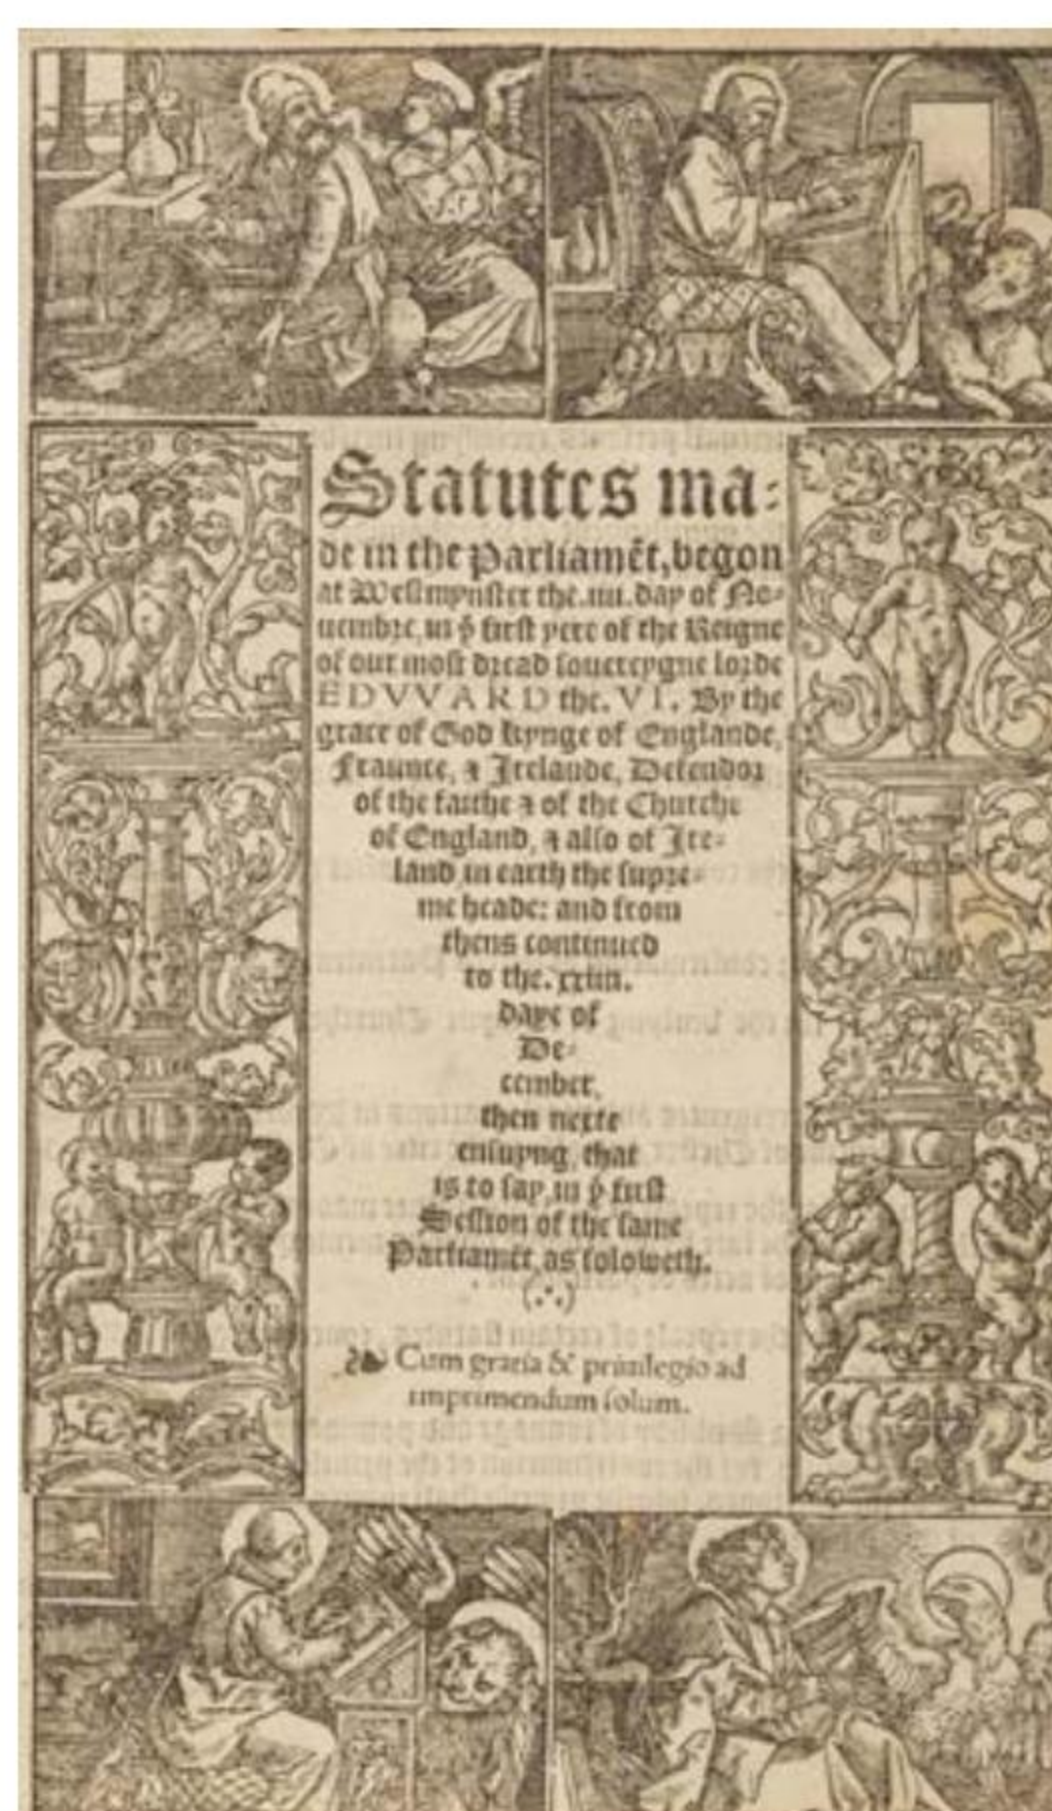 Statutes ma⸗
de in the Parliamẽt, begon
at Westmynster the .iiii. day of No⸗
uembre, in þͤ first yere of the Reigne
of our most dread souereygne lorde
EDVVARD the. VI. By the
grace of God kynge of Englande,
Fraunce, ⁊ Irelande, Defendor
of the faithe ⁊ of the Churche
of England, ⁊ also of Ire⸗
land in earth the supre⸗
me heade: and from
thens continued
to the. xxiiii.
daye of
De⸗
cember,
then nexte
ensuyng, that
is to say, in þͤ first
Session of the same
Parliamẽt, as foloweth.
(∴)
❧ Cum gratia & priuilegio ad
imprimendum solum.